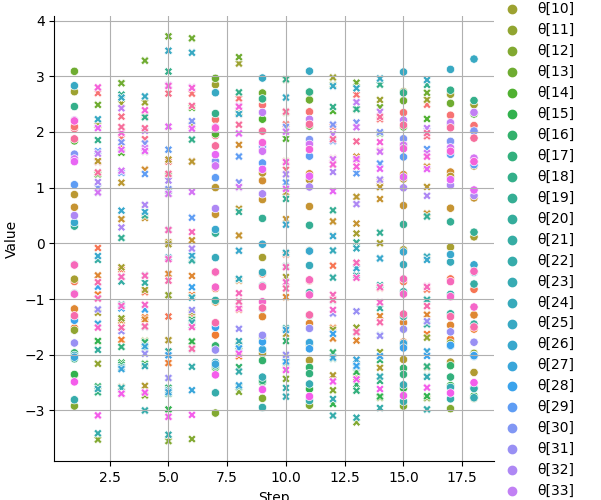 4
3
2
1
0
−1
−2
−3
Value
2.5
5.0
7.5
10.0
12.5
15.0
17.5
Step
θ[10]
θ[11]
θ[12]
θ[13]
θ[14]
θ[15]
θ[16]
θ[17]
θ[18]
θ[19]
θ[20]
θ[21]
θ[22]
θ[23]
θ[24]
θ[25]
θ[26]
θ[27]
θ[28]
θ[29]
θ[30]
θ[31]
θ[32]
θ[33]